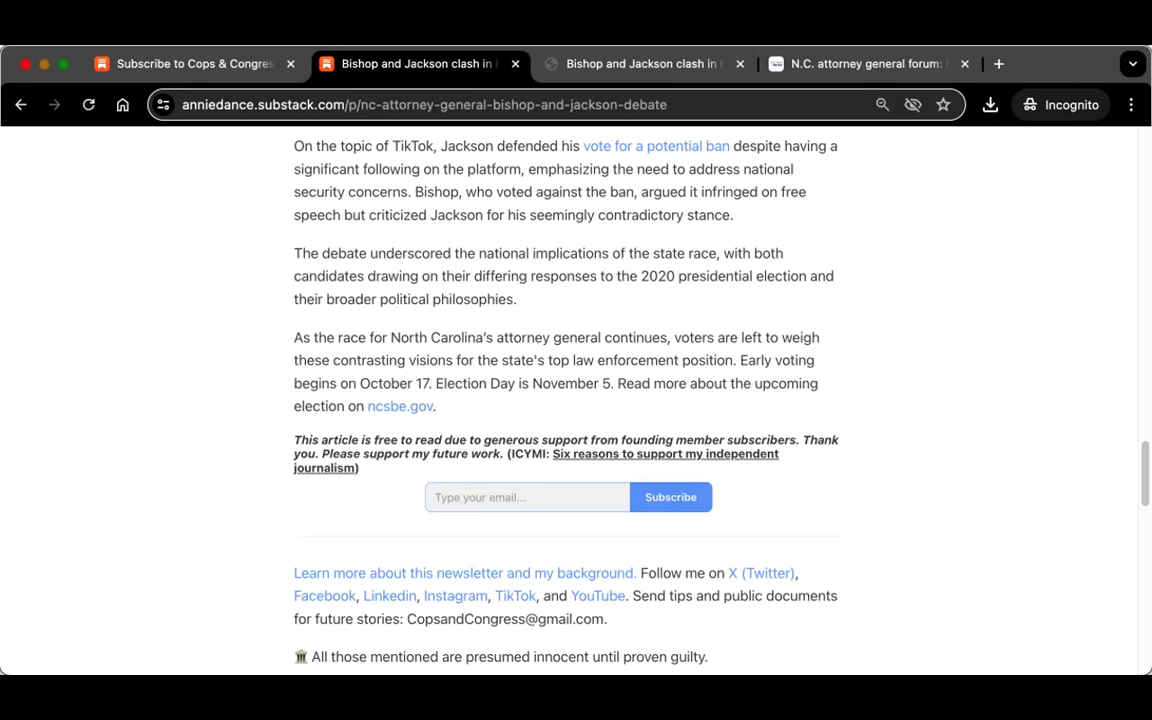 Subscribe to Cops & Congres
Bishop and Jackson clash in
Bishop and Jackson clash in
N.C. attorney general forum:
anniedance.substack.com/p/nc-attorney-general-bishop-and-jackson-debate
Incognito
On the topic of TikTok, Jackson defended his vote for a potential ban despite having a
significant following on the platform, emphasizing the need to address national
security concerns. Bishop, who voted against the ban, argued it infringed on free
speech but criticized Jackson for his seemingly contradictory stance.
The debate underscored the national implications of the state race, with both
candidates drawing on their differing responses to the 2020 presidential election and
their broader political philosophies.
As the race for North Carolina’s attorney general continues, voters are left to weigh
these contrasting visions for the state's top law enforcement position. Early voting
begins on October 17. Election Day is November 5. Read more about the upcoming
election on ncsbe.gov.
This article is free to read due to generous support from founding member subscribers. Thank
you. Please support my future work. (ICYMI: Six reasons to support my independent
journalism)
Type your email...
Subscribe
Learn more about this newsletter and my background. Follow me on X (Twitter),
Facebook, Linkedin, Instagram, TikTok, and YouTube. Send tips and public documents
for future stories: CopsandCongress@gmail.com.
🏛️ All those mentioned are presumed innocent until proven guilty.